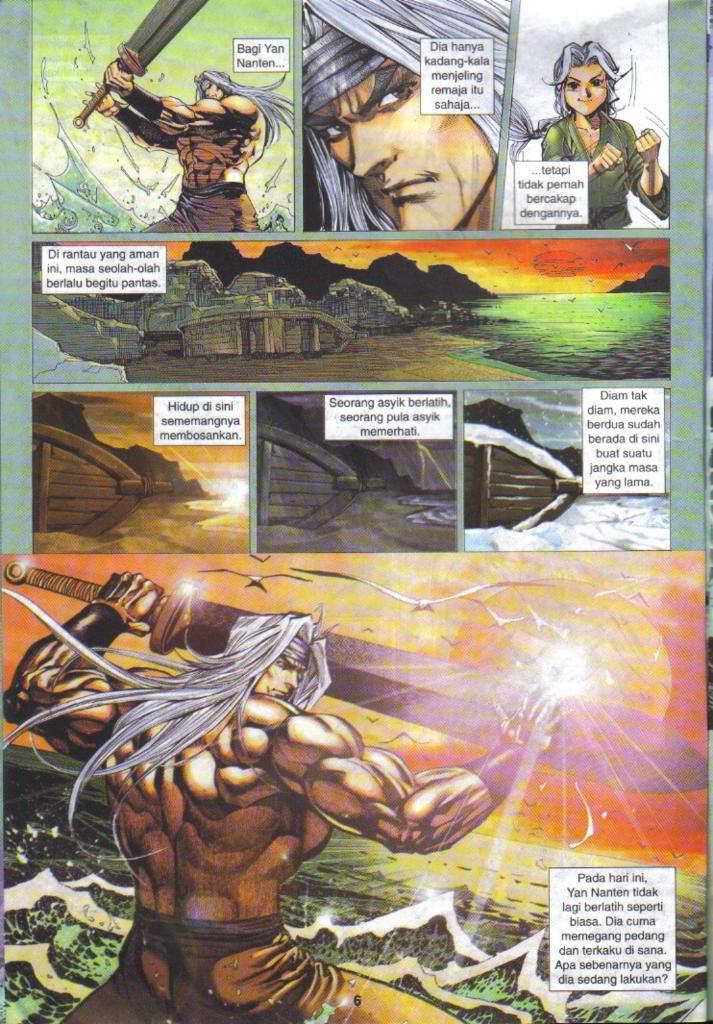 Bagi Yan
Nanten...
Dia hanya
kadang-kala
menjeling
remaja itu
sahaja...
...tetapi
tidak pernah
bercakap
dengannya.
Di rantau yang aman
ini, masa seolah-olah
berlalu begitu pantas.
Hidup di sini
sememangnya
membosankan.
Seorang asyik berlatih,
seorang pula asyik
memerhati.
Diam tak
diam, mereka
berdua sudah
berada di sini
buat suatu
jangka masa
yang lama.
Pada hari ini,
Yan Nanten tidak
lagi berlatih seperti
biasa. Dia cuma
memegang pedang
dan terkaku di sana.
Apa sebenarnya yang
dia sedang lakukan?
6